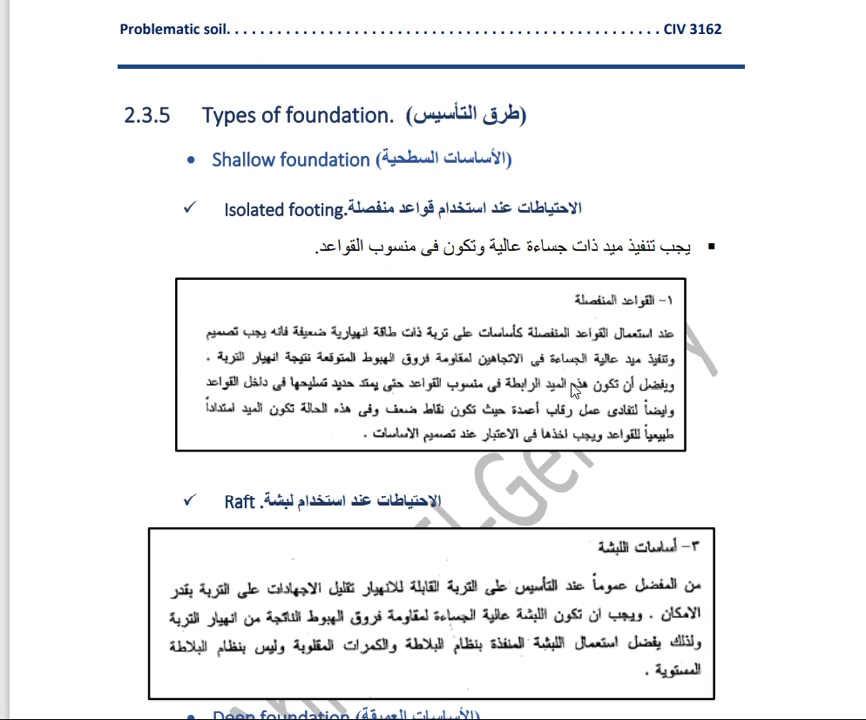 Problematic soil. . . . . . . . . . . . . . . . . . . . . . . . . . . . . . . . . . . . . . . . . . . . . . . . . . . . CIV 3162
2.3.5 Types of foundation. (طرق التأسيس)
• Shallow foundation (الأساسات السطحية)
✓ Isolated footing.الاحتياطات عند استخدام قواعد منفصلة
▪ يجب تنفيذ ميد ذات جساءة عالية وتكون فى منسوب القواعد.
١- القواعد المنفصلة
عند استعمال القواعد المنفصلة كأساسات على تربة ذات طاقة انهيارية ضعيفة فانه يجب تصميم
وتنفيذ ميد عالية الجساءة فى الاتجاهين لمقاومة فروق الهبوط المتوقعة نتيجة انهيار التربة .
ويفضل أن تكون هذه الميد الرابطة فى منسوب القواعد حتى يمتد حديد تسليحها فى داخل القواعد
وايضاً لتفادى عمل رقاب أعمدة حيث تكون نقاط ضعف وفى هذه الحالة تكون الميد امتداداً
طبيعياً للقواعد ويجب اخذها فى الاعتبار عند تصميم الاساسات .
✓ Raft .الاحتياطات عند استخدام لبشة
٣- أساسات اللبشة
من المفضل عموماً عند التأسيس على التربة القابلة للانهيار تقليل الاجهادات على التربة بقدر
الامكان . ويجب ان تكون اللبشة عالية الجساءة لمقاومة فروق الهبوط الناتجة من انهيار التربة
ولذلك يفضل استعمال اللبشة المنفذة بنظام البلاطة والكمرات المقلوبة وليس بنظام البلاطة
المستوية .
• Deep foundation (الأساسات العميقة)